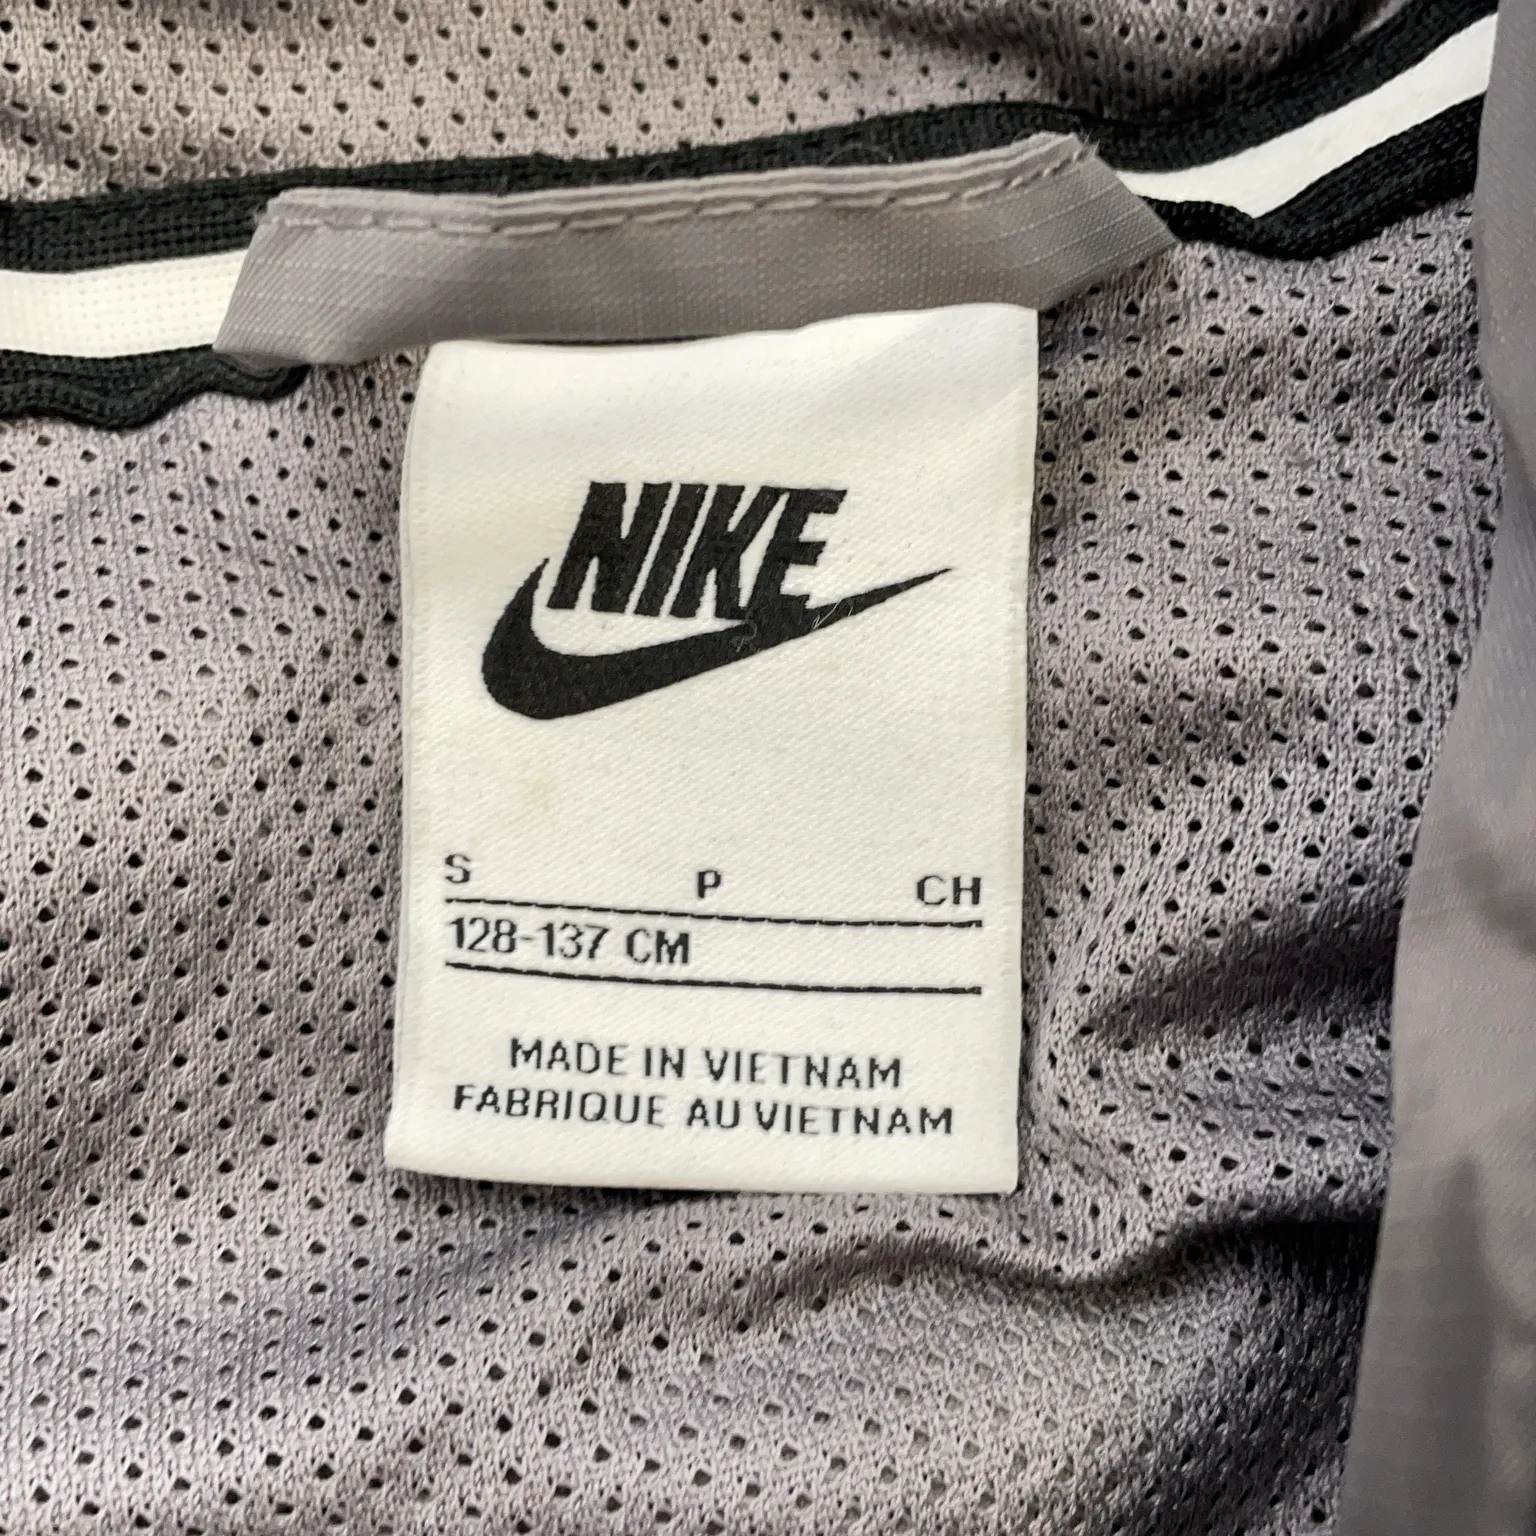 NIKE
S P CH
128-137 CM
MADE IN VIETNAM
FABRIQUE AU VIETNAM